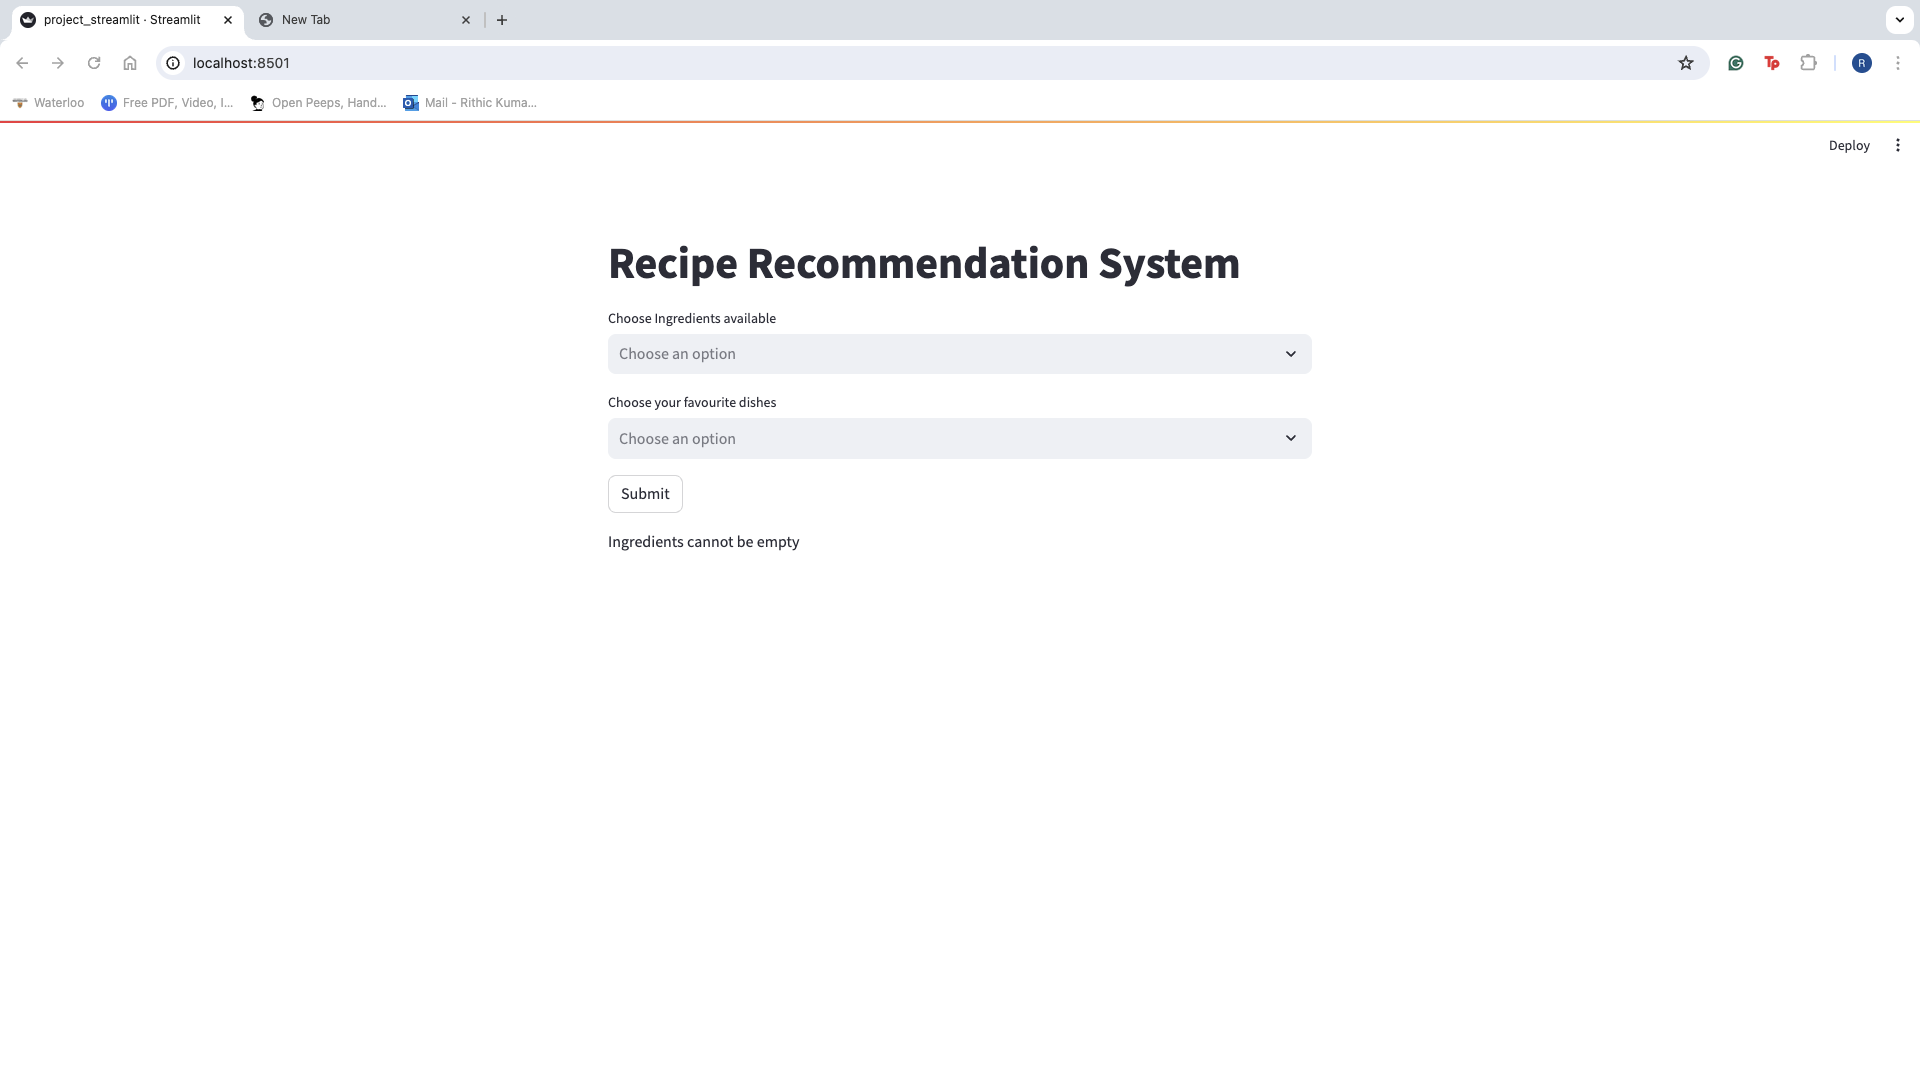 project_streamlit · Streamlit
New Tab
localhost:8501
R
Waterloo
Free PDF, Video, I...
Open Peeps, Hand...
Mail - Rithic Kuma...
Deploy
Recipe Recommendation System
Choose Ingredients available
Choose an option
Choose your favourite dishes
Choose an option
Submit
Ingredients cannot be empty